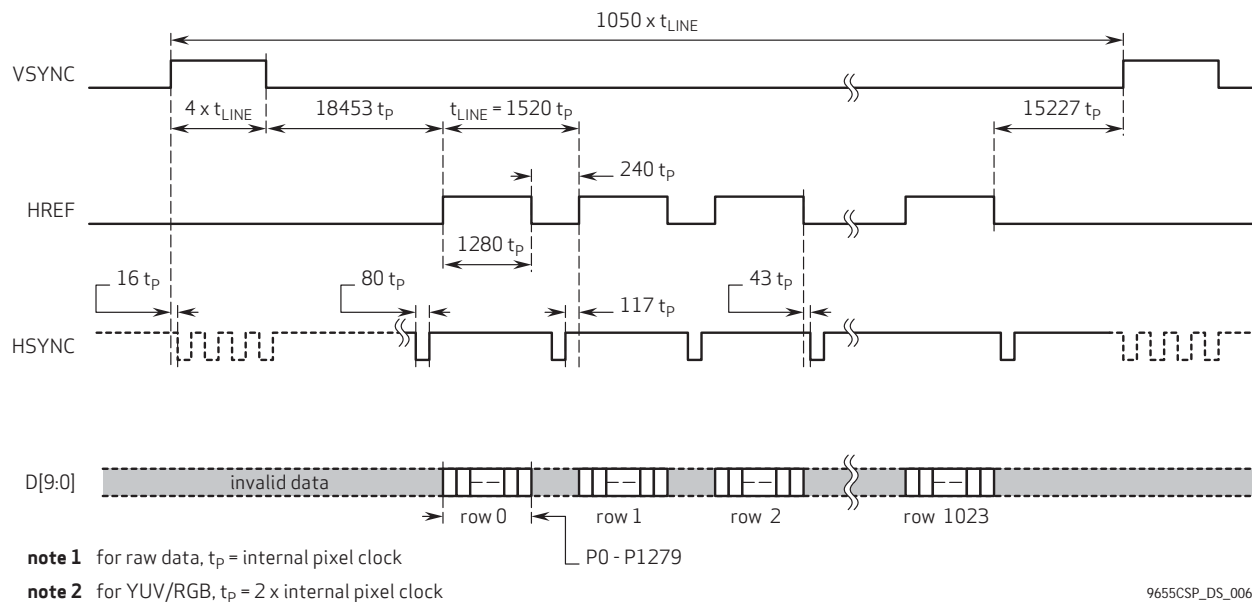 1050 x tLINE
VSYNC
4 x tLINE
18453 tP
tLINE = 1520 tP
15227 tP
240 tP
HREF
1280 tP
16 tP
80 tP
43 tP
117 tP
HSYNC
D[9:0]
invalid data
row 0
row 1
row 2
row 1023
P0 - P1279
note 1 for raw data, tP = internal pixel clock
note 2 for YUV/RGB, tP = 2 x internal pixel clock
9655CSP_DS_006